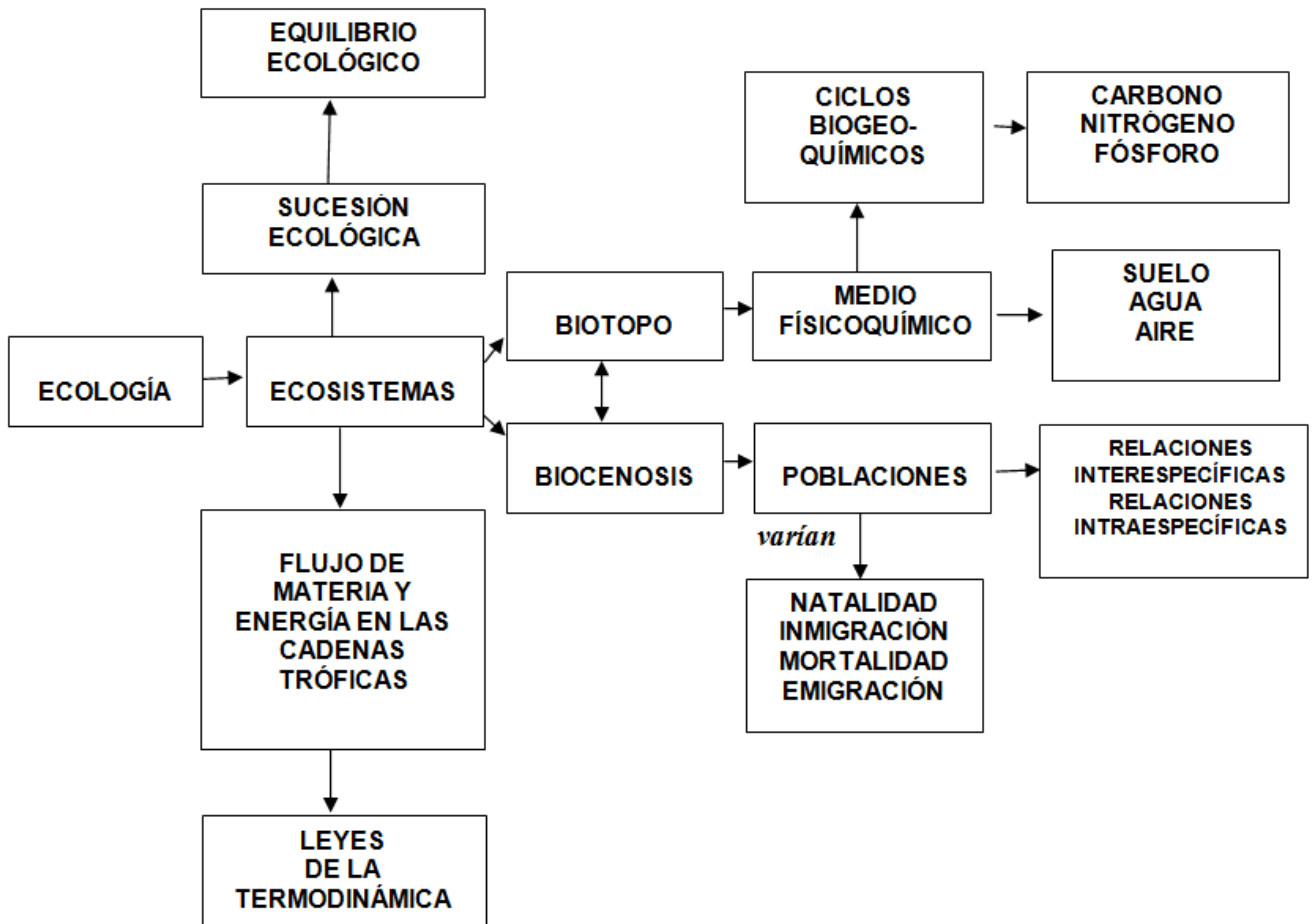 EQUILIBRIO
ECOLÓGICO
CICLOS
BIOGEO-
QUÍMICOS
CARBONO
NITRÓGENO
FÓSFORO
SUCESIÓN
ECOLÓGICA
ECOLOGÍA
ECOSISTEMAS
BIOTOPO
MEDIO
FÍSICOQUÍMICO
SUELO
AGUA
AIRE
BIOCENOSIS
POBLACIONES
RELACIONES
INTERESPECÍFICAS
RELACIONES
INTRAESPECÍFICAS
varían
NATALIDAD
INMIGRACIÓN
MORTALIDAD
EMIGRACIÓN
FLUJO DE
MATERIA Y
ENERGÍA EN LAS
CADENAS
TRÓFICAS
LEYES
DE LA
TERMODINÁMICA